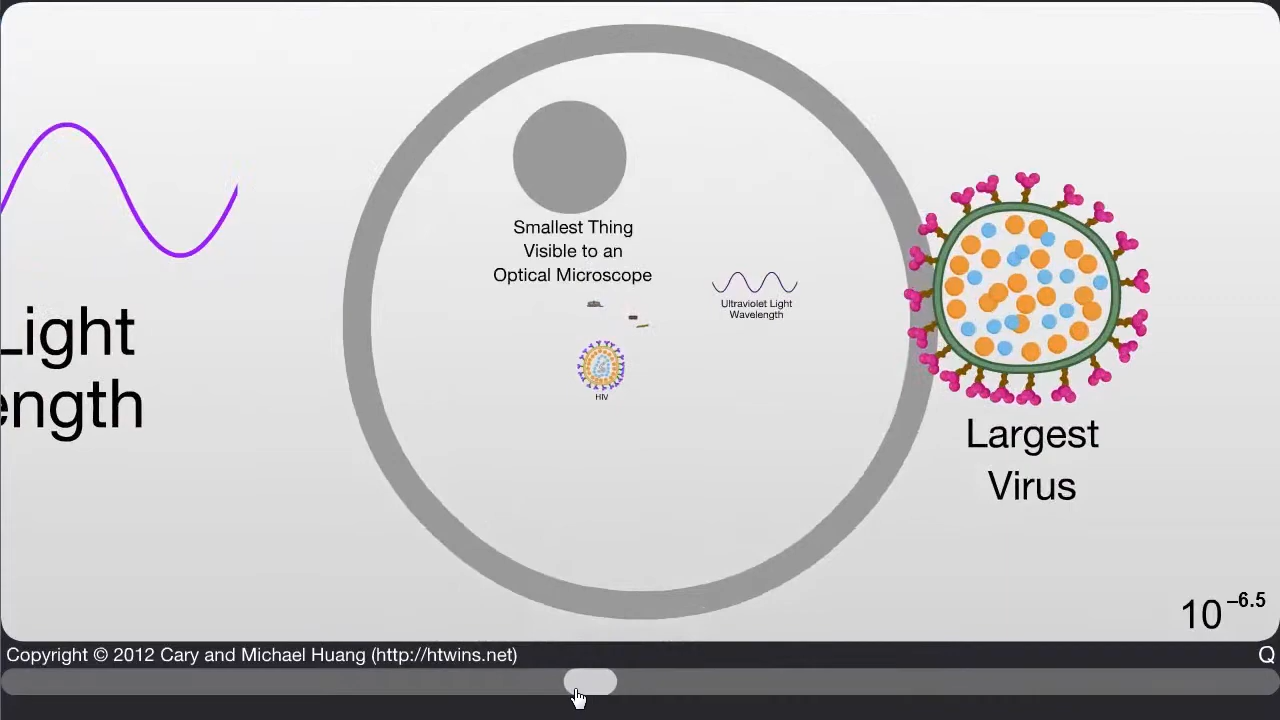 Light
ength
Smallest Thing
Visible to an
Optical Microscope
Ultraviolet Light
Wavelength
HIV
Largest
Virus
10^–6.5
Copyright © 2012 Cary and Michael Huang (http://htwins.net)
Q